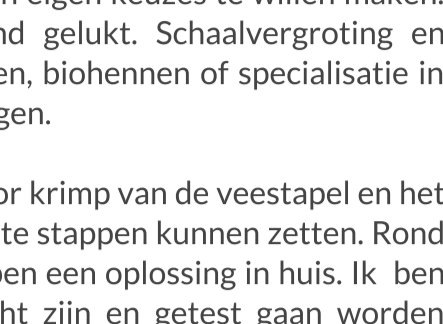 eigen keuzes te willen maken.
nd gelukt. Schaalvergroting en
en, biohennen of specialisatie in
gen.
or krimp van de veestapel en het
te stappen kunnen zetten. Rond
en een oplossing in huis. Ik ben
ht zijn en getest gaan worden